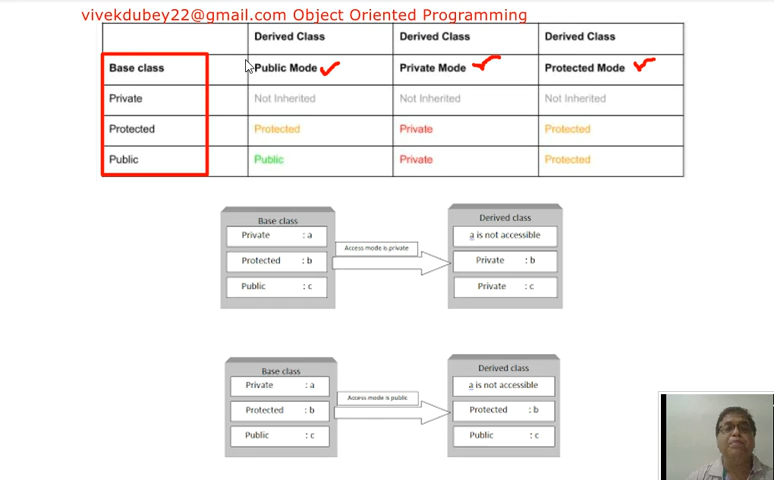 vivekdubey22@gmail.com Object Oriented Programming
Derived Class Derived Class Derived Class
Base class Public Mode Private Mode Protected Mode
Private Not Inherited Not Inherited Not Inherited
Protected Protected Private Protected
Public Public Private Protected
Base class
Private : a
Protected : b
Public : c
Access mode is private
Derived class
a is not accessible
Private : b
Private : c
Base class
Private : a
Protected : b
Public : c
Access mode is public
Derived class
a is not accessible
Protected : b
Public : c